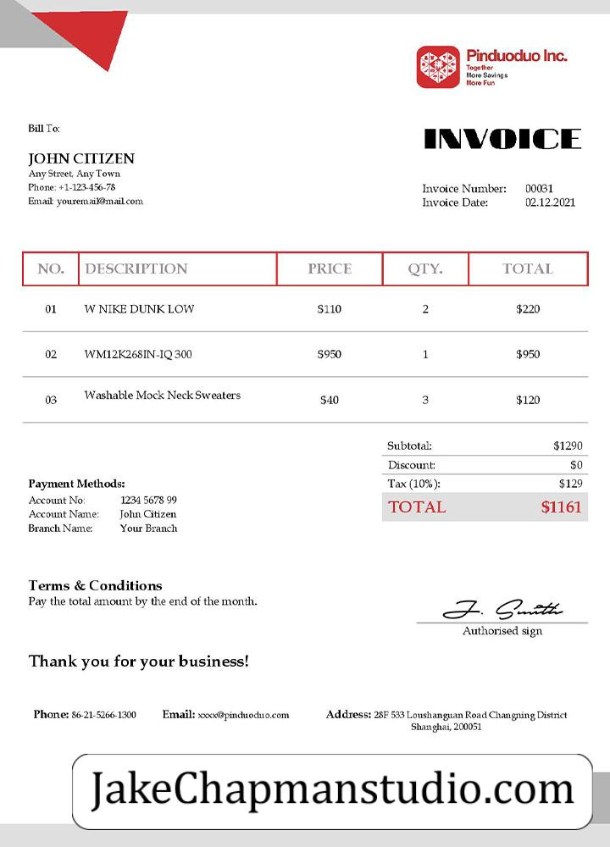 Pinduoduo Inc.
Together
More Savings
More Fun
Bill To:
INVOICE
JOHN CITIZEN
Any Street, Any Town
Phone: +1-123-456-78
Email: youremail@mail.com
Invoice Number: 00031
Invoice Date: 02.12.2021
NO. DESCRIPTION PRICE QTY. TOTAL
01 W NIKE DUNK LOW $110 2 $220
02 WM12K268IN-IQ 300 $950 1 $950
03 Washable Mock Neck Sweaters $40 3 $120
Subtotal: $1290
Discount: $0
Tax (10%): $129
TOTAL $1161
Payment Methods:
Account No: 1234 5678 99
Account Name: John Citizen
Branch Name: Your Branch
Terms & Conditions
Pay the total amount by the end of the month.
J. Smith
Authorised sign
Thank you for your business!
Phone: 86-21-5266-1300 Email: xxxx@pinduoduo.com Address: 28F 533 Loushanguan Road Changning District
Shanghai, 200051
JakeChapmanstudio.com